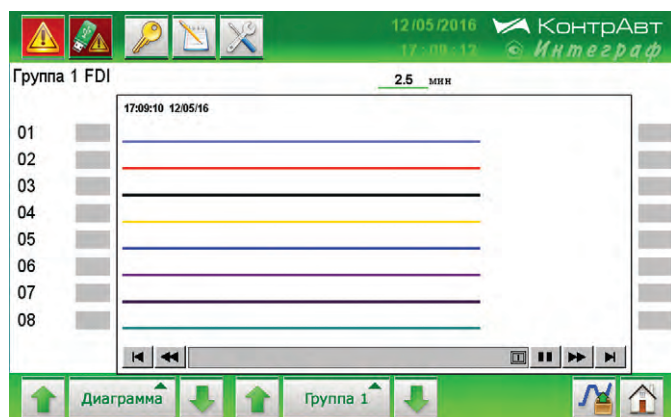 12/05/2016
КонтрАвт
17:09:12
Интеграф
Группа 1 FDI
2.5 мин
17:09:10 12/05/16
01
02
03
04
05
06
07
08
Диаграмма
Группа 1